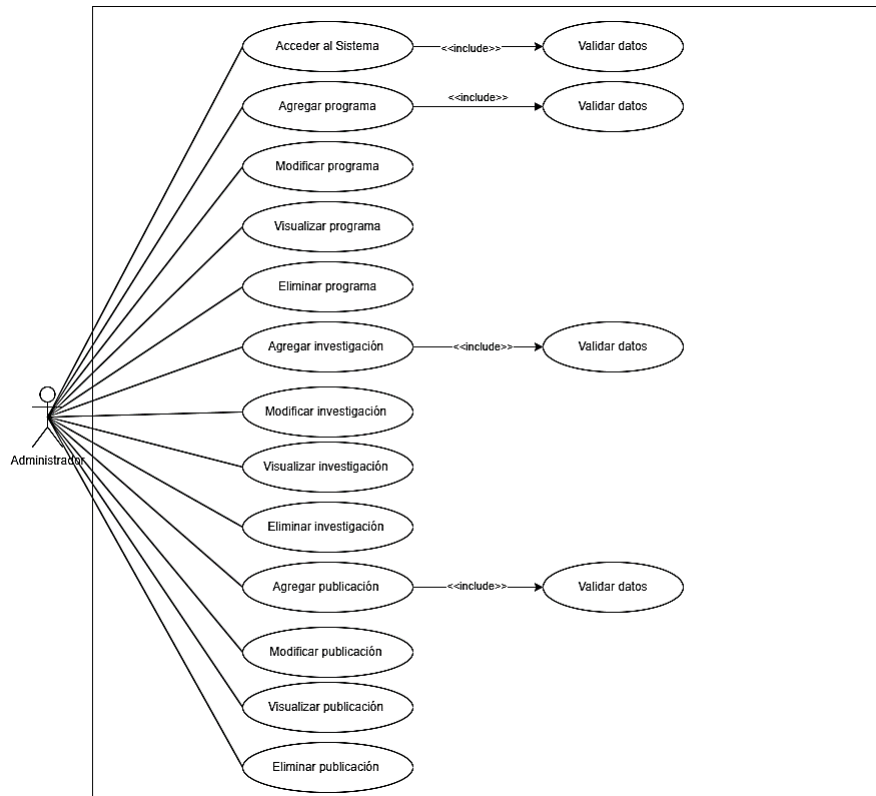 Acceder al Sistema
<<include>>
Validar datos
Agregar programa
<<include>>
Validar datos
Modificar programa
Visualizar programa
Eliminar programa
Agregar investigación
<<include>>
Validar datos
Modificar investigación
Administrador
Visualizar investigación
Eliminar investigación
Agregar publicación
<<include>>
Validar datos
Modificar publicación
Visualizar publicación
Eliminar publicación